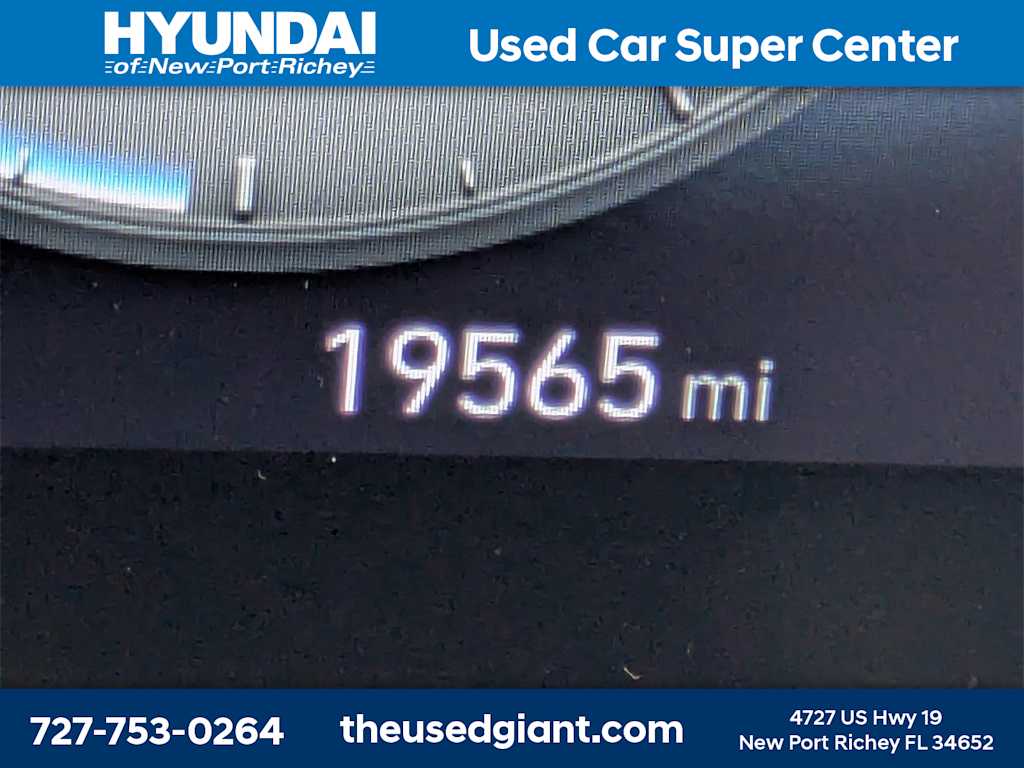 HYUNDAI
of New Port Richey
Used Car Super Center
19565 mi
727-753-0264
theusedgiant.com
4727 US Hwy 19
New Port Richey FL 34652